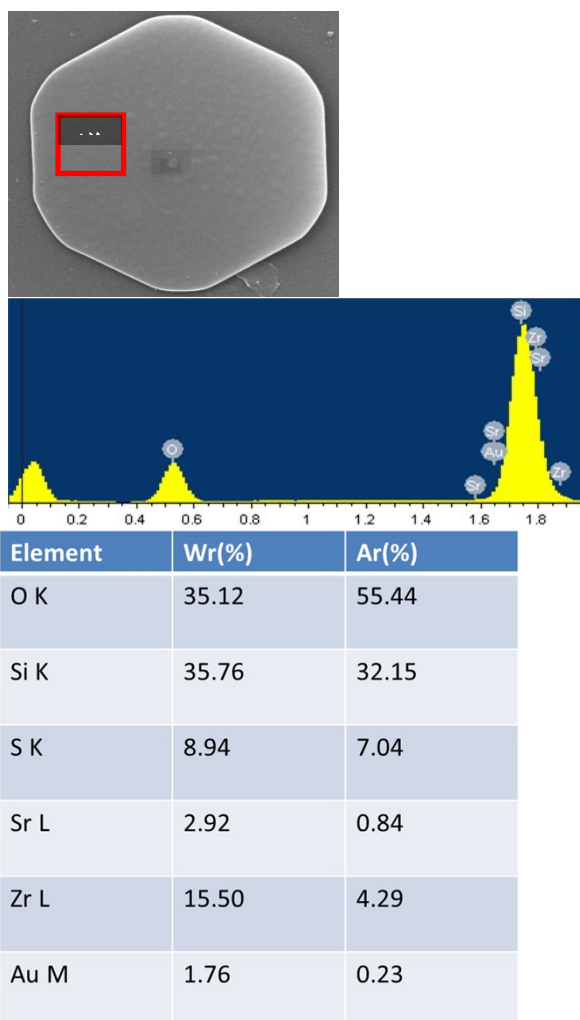 Si
Zr
Sr
O
Sr
Au
Sr
Zr
0 0.2 0.4 0.6 0.8 1 1.2 1.4 1.6 1.8
Element Wr(%) Ar(%)
O K 35.12 55.44
Si K 35.76 32.15
S K 8.94 7.04
Sr L 2.92 0.84
Zr L 15.50 4.29
Au M 1.76 0.23